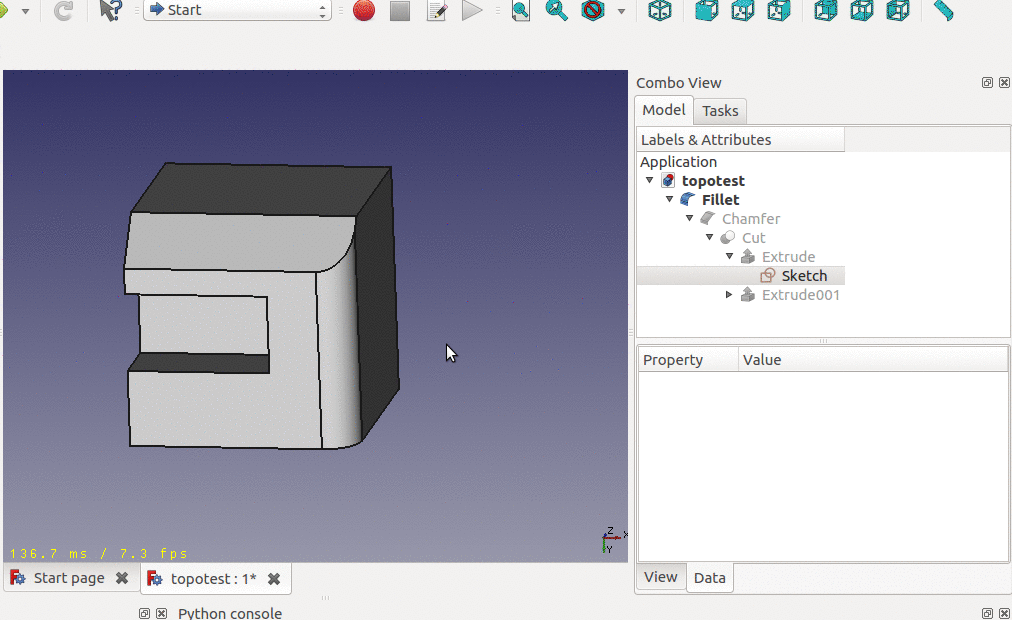 Start
Combo View
Model Tasks
Labels & Attributes
Application
topotest
Fillet
Chamfer
Cut
Extrude
Sketch
Extrude001
Property Value
Z
X
Y
136.7 ms / 7.3 fps
View Data
Start page topotest : 1*
Python console